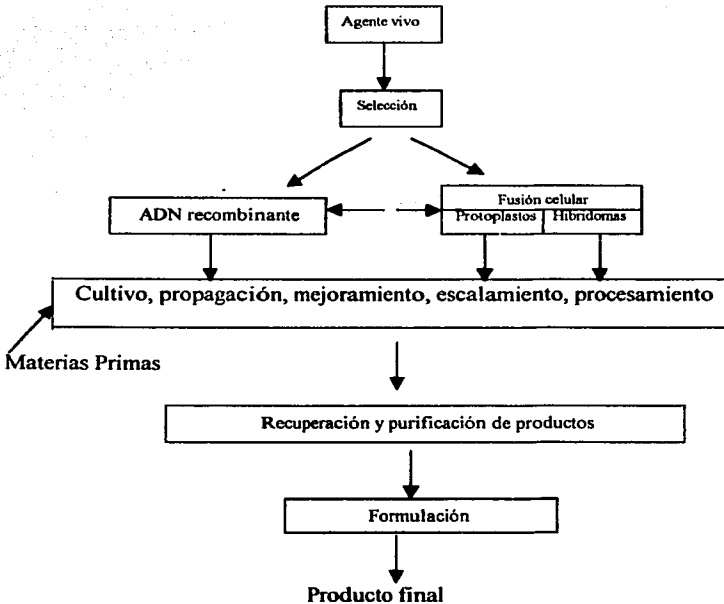 Agente vivo
Selección
ADN recombinante
Fusión celular
Protoplastos Hibridomas
Cultivo, propagación, mejoramiento, escalamiento, procesamiento
Materias Primas
Recuperación y purificación de productos
Formulación
Producto final